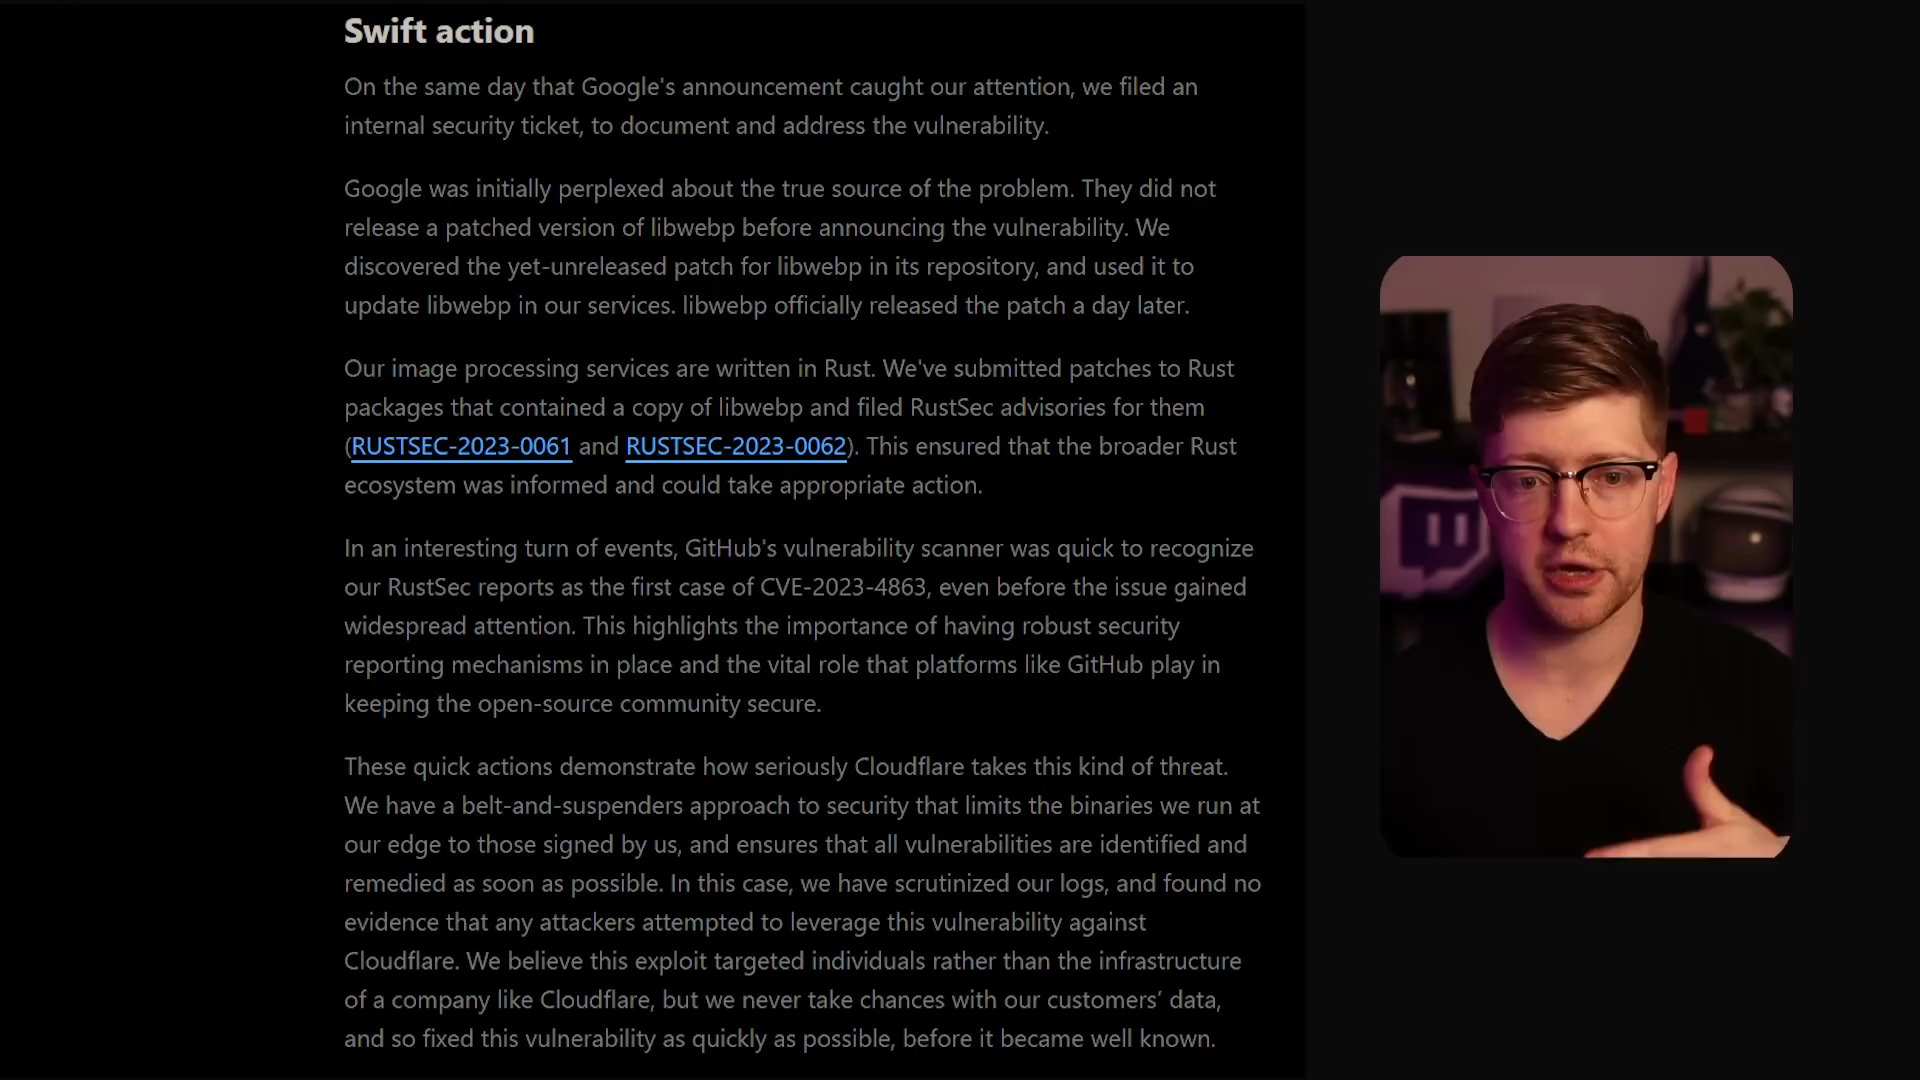 Swift action
On the same day that Google's announcement caught our attention, we filed an
internal security ticket, to document and address the vulnerability.
Google was initially perplexed about the true source of the problem. They did not
release a patched version of libwebp before announcing the vulnerability. We
discovered the yet-unreleased patch for libwebp in its repository, and used it to
update libwebp in our services. libwebp officially released the patch a day later.
Our image processing services are written in Rust. We've submitted patches to Rust
packages that contained a copy of libwebp and filed RustSec advisories for them
(RUSTSEC-2023-0061 and RUSTSEC-2023-0062). This ensured that the broader Rust
ecosystem was informed and could take appropriate action.
In an interesting turn of events, GitHub's vulnerability scanner was quick to recognize
our RustSec reports as the first case of CVE-2023-4863, even before the issue gained
widespread attention. This highlights the importance of having robust security
reporting mechanisms in place and the vital role that platforms like GitHub play in
keeping the open-source community secure.
These quick actions demonstrate how seriously Cloudflare takes this kind of threat.
We have a belt-and-suspenders approach to security that limits the binaries we run at
our edge to those signed by us, and ensures that all vulnerabilities are identified and
remedied as soon as possible. In this case, we have scrutinized our logs, and found no
evidence that any attackers attempted to leverage this vulnerability against
Cloudflare. We believe this exploit targeted individuals rather than the infrastructure
of a company like Cloudflare, but we never take chances with our customers’ data,
and so fixed this vulnerability as quickly as possible, before it became well known.